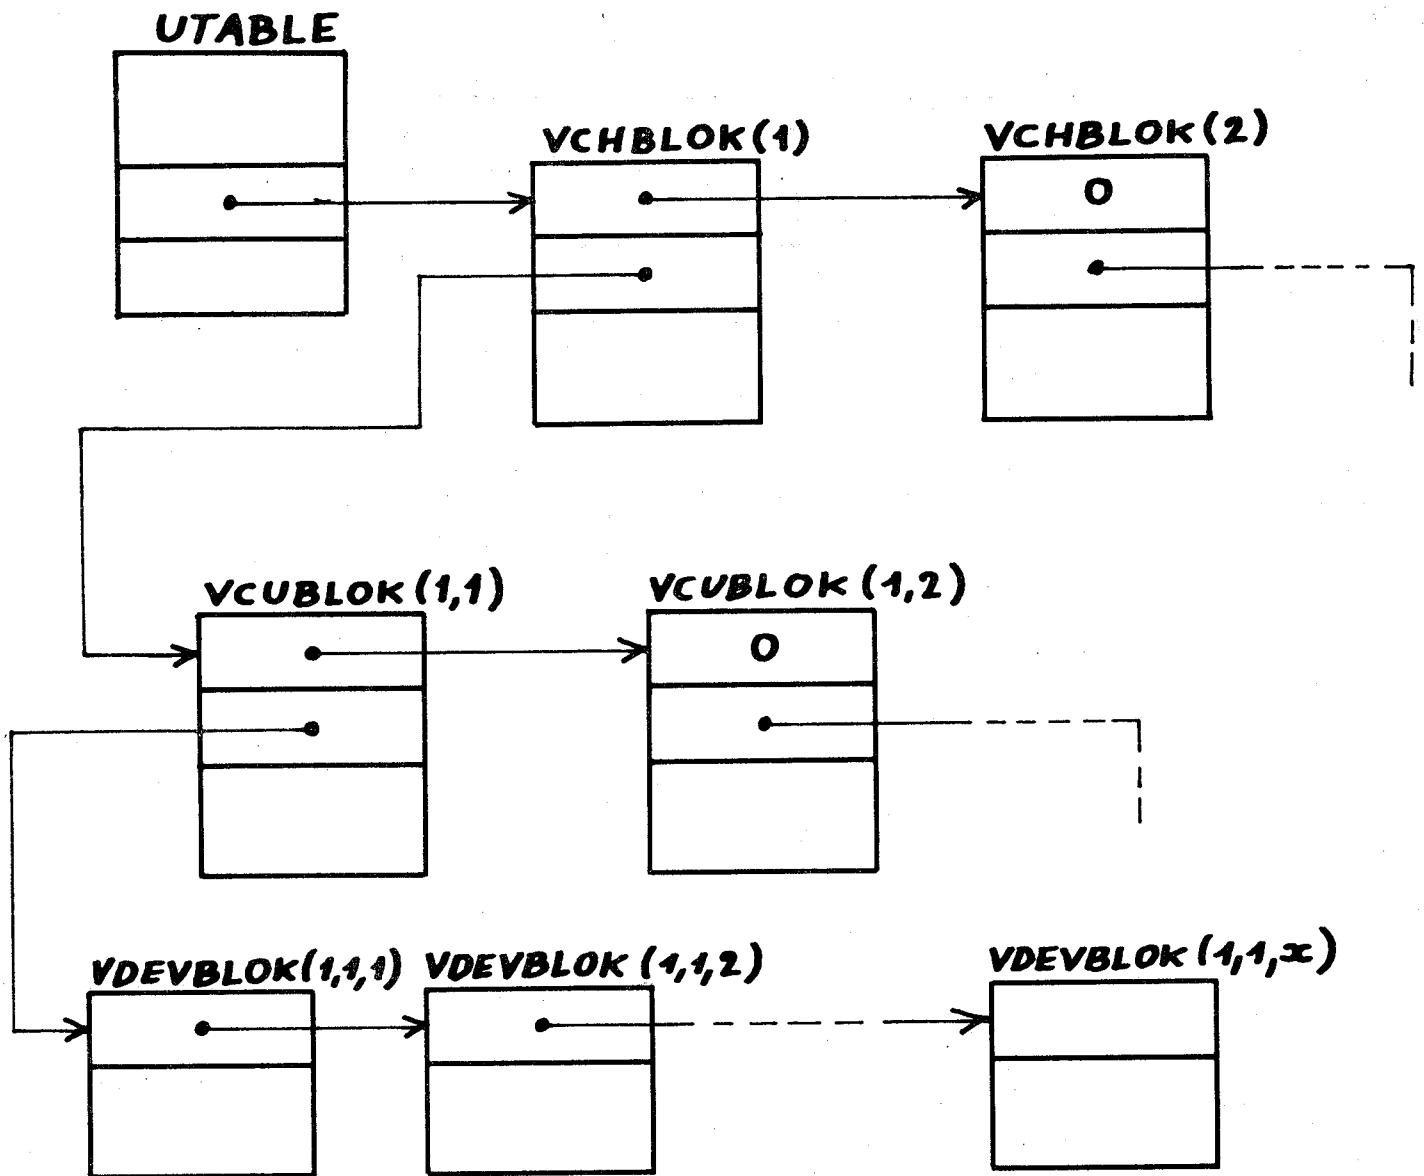 UTABLE
VCHBLOK(1)
VCHBLOK(2)
0
VCUBLOK(1,1)
VCUBLOK(1,2)
0
VDEVBLOK(1,1,1)
VDEVBLOK(1,1,2)
VDEVBLOK(1,1,x)